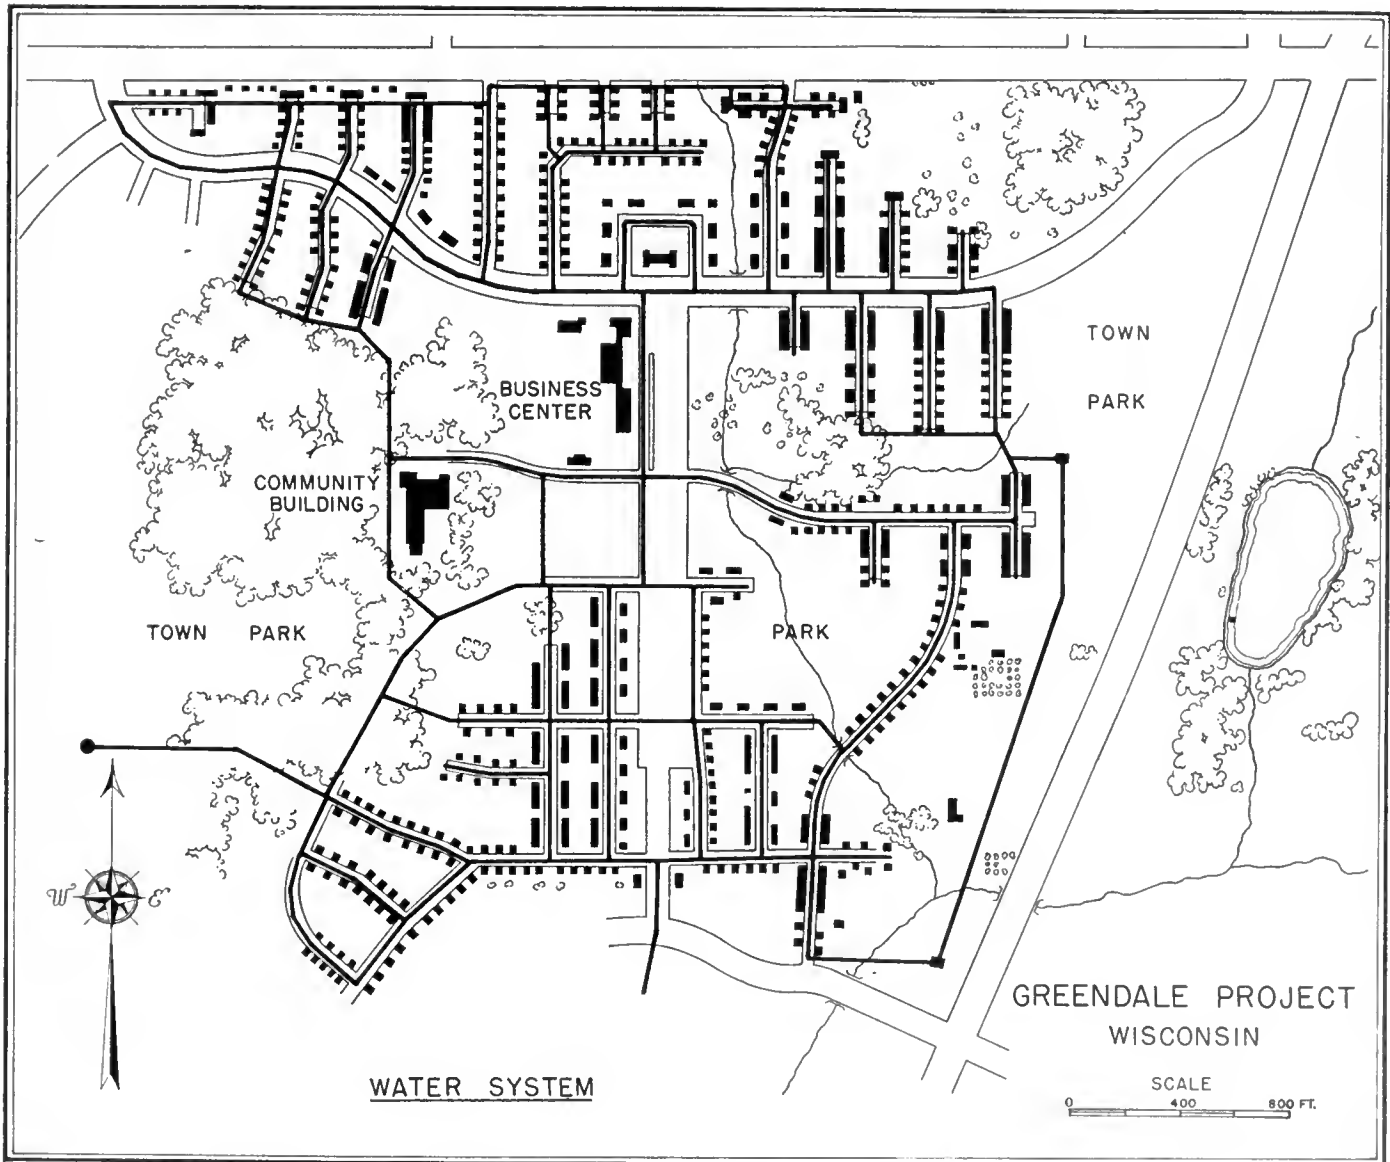 TOWN
PARK
BUSINESS
CENTER
COMMUNITY
BUILDING
TOWN PARK
PARK
W E
GREENDALE PROJECT
WISCONSIN
WATER SYSTEM
SCALE
0 400 800 FT.